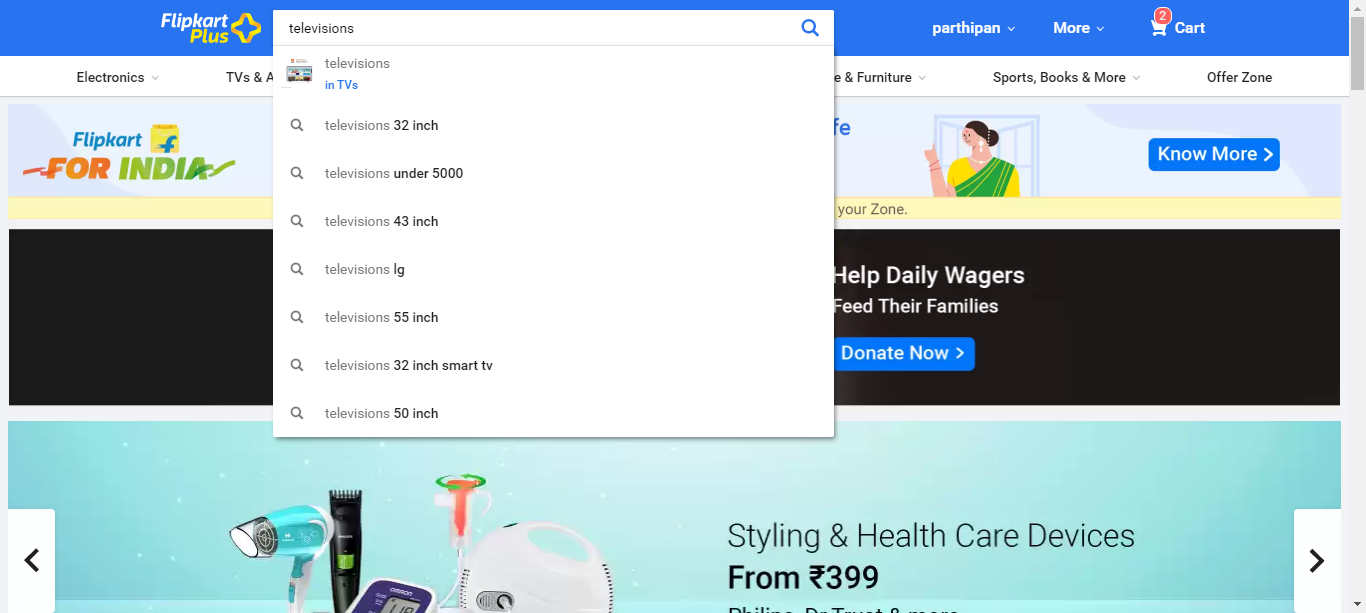 Flipkart
Plus
televisions
parthipan
More
2
Cart
Electronics
TVs & A
e & Furniture
Sports, Books & More
Offer Zone
televisions
in TVs
televisions 32 inch
televisions under 5000
televisions 43 inch
televisions lg
televisions 55 inch
televisions 32 inch smart tv
televisions 50 inch
Flipkart
FOR INDIA
fe
Know More
your Zone.
Help Daily Wagers
Feed Their Families
Donate Now
Styling & Health Care Devices
From ₹399
Philips, Dr Trust & more
OMRON